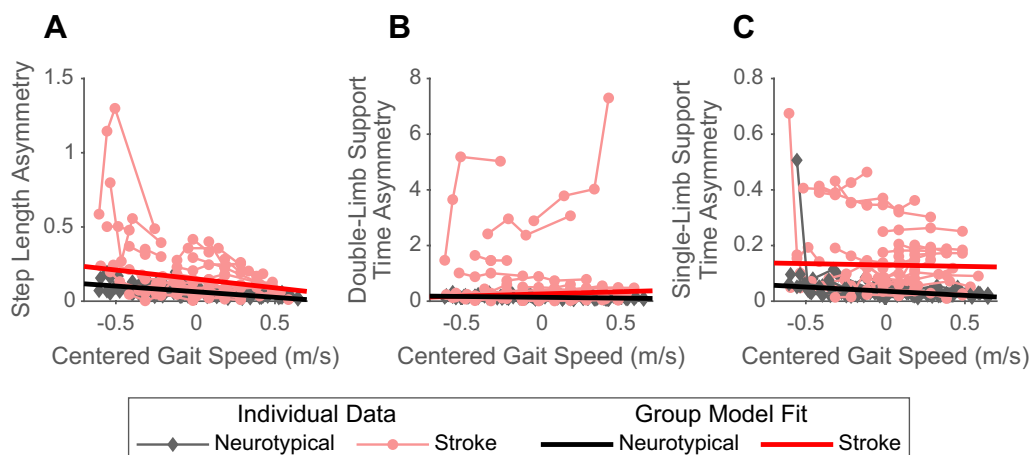 A
B
C
Step Length Asymmetry
1.5
1
0.5
0
-0.5
0
0.5
Centered Gait Speed (m/s)
Double-Limb Support
Time Asymmetry
8
6
4
2
0
-0.5
0
0.5
Centered Gait Speed (m/s)
Single-Limb Support
Time Asymmetry
0.8
0.6
0.4
0.2
0
-0.5
0
0.5
Centered Gait Speed (m/s)
Individual Data
Group Model Fit
Neurotypical
Stroke
Neurotypical
Stroke